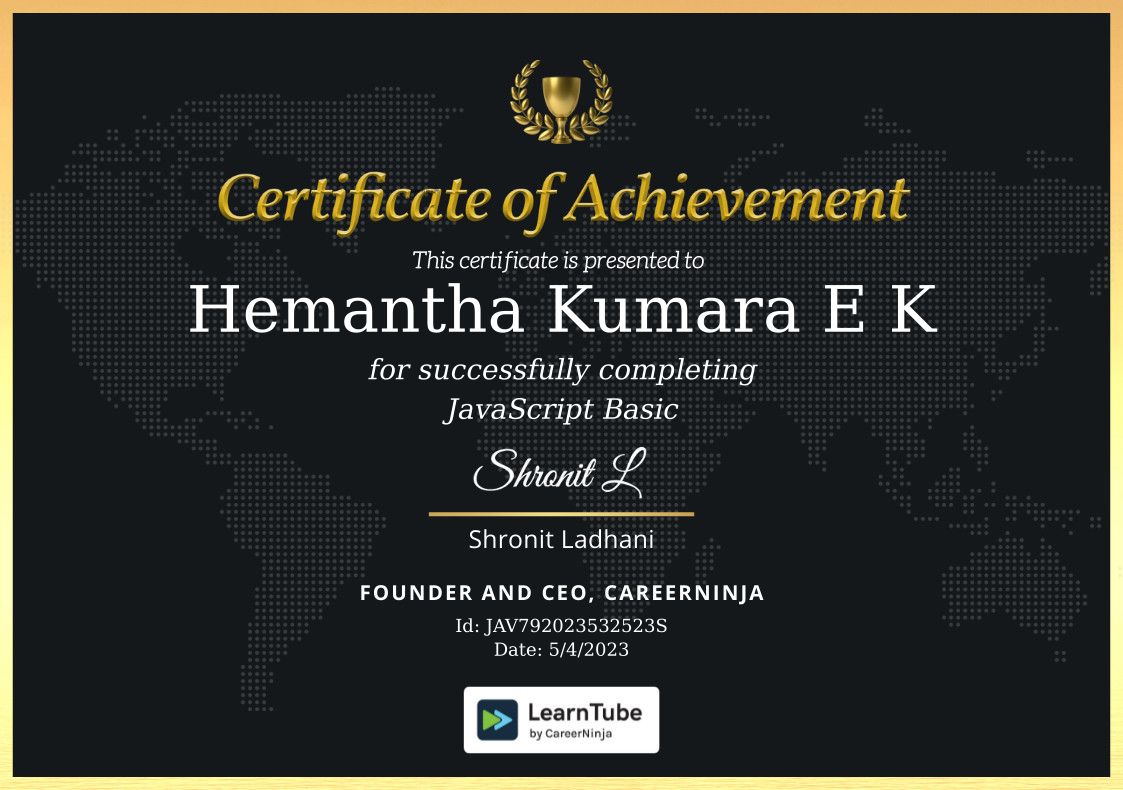 Certificate of Achievement
This certificate is presented to
Hemantha Kumara E K
for successfully completing
JavaScript Basic
Shronit L
Shronit Ladhani
FOUNDER AND CEO, CAREERNINJA
Id: JAV792023532523S
Date: 5/4/2023
LearnTube
by CareerNinja